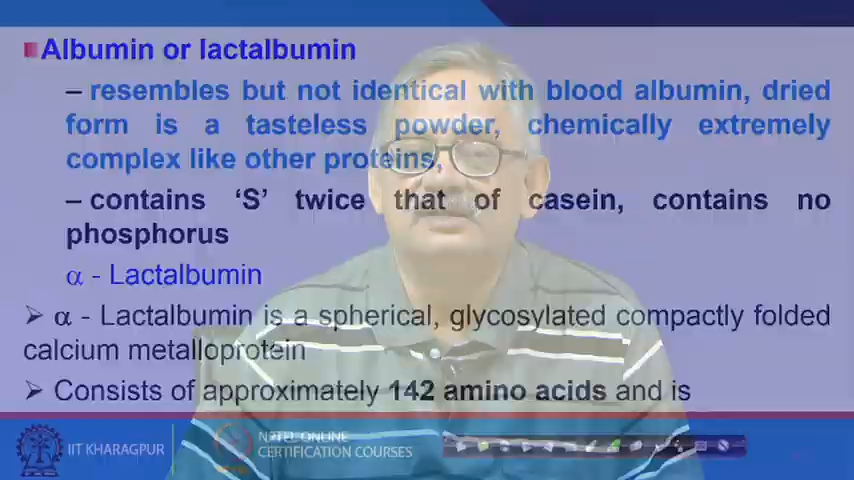 Albumin or lactalbumin
– resembles but not identical with blood albumin, dried
form is a tasteless powder, chemically extremely
complex like other proteins,
– contains ‘S’ twice that of casein, contains no
phosphorus
α - Lactalbumin
➢ α - Lactalbumin is a spherical, glycosylated compactly folded
calcium metalloprotein
➢ Consists of approximately 142 amino acids and is
IIT KHARAGPUR
NPTEL ONLINE
CERTIFICATION COURSES